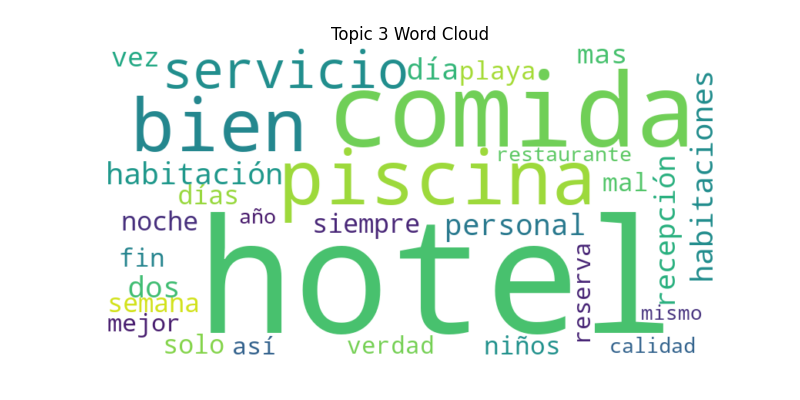 Topic 3 Word Cloud
vez
servicio
día
playa
mas
bien
comida
habitaciones
habitación
piscina
restaurante
mal
recepción
días
noche
año
siempre
personal
hotel
fin
dos
semana
mejor
reserva
mismo
solo
así
verdad
niños
calidad